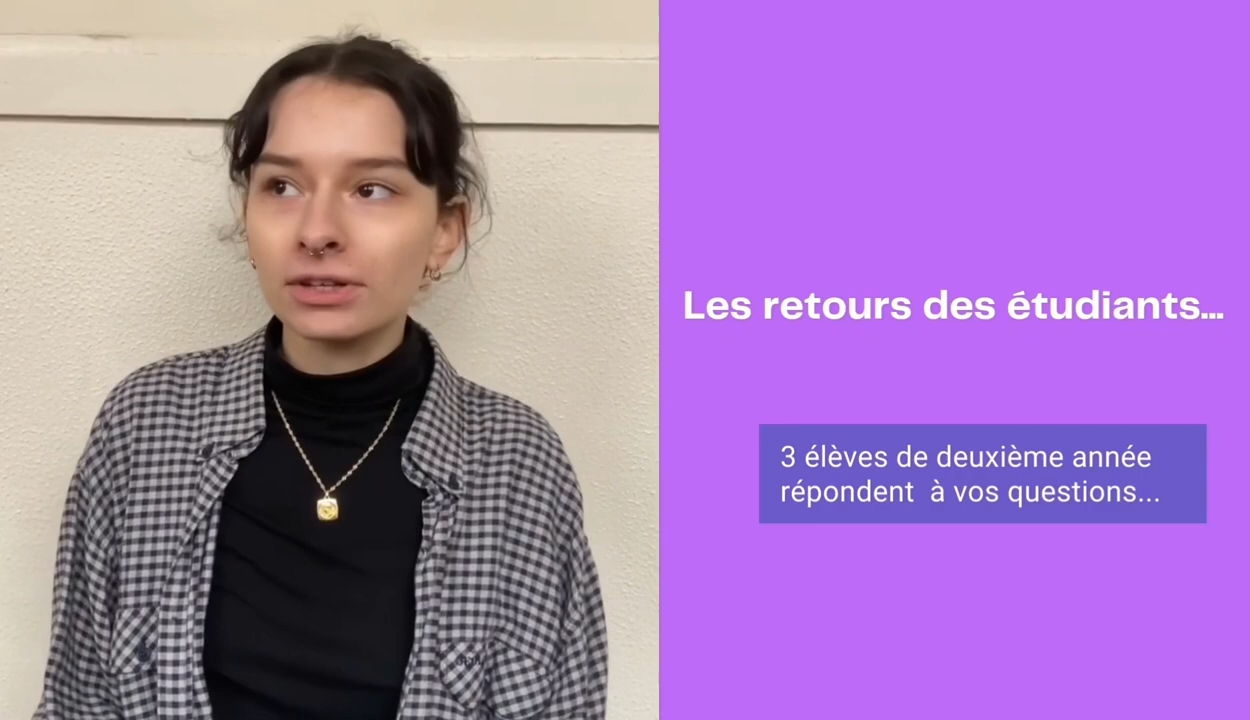 Les retours des étudiants...
3 élèves de deuxième année
répondent  à vos questions...